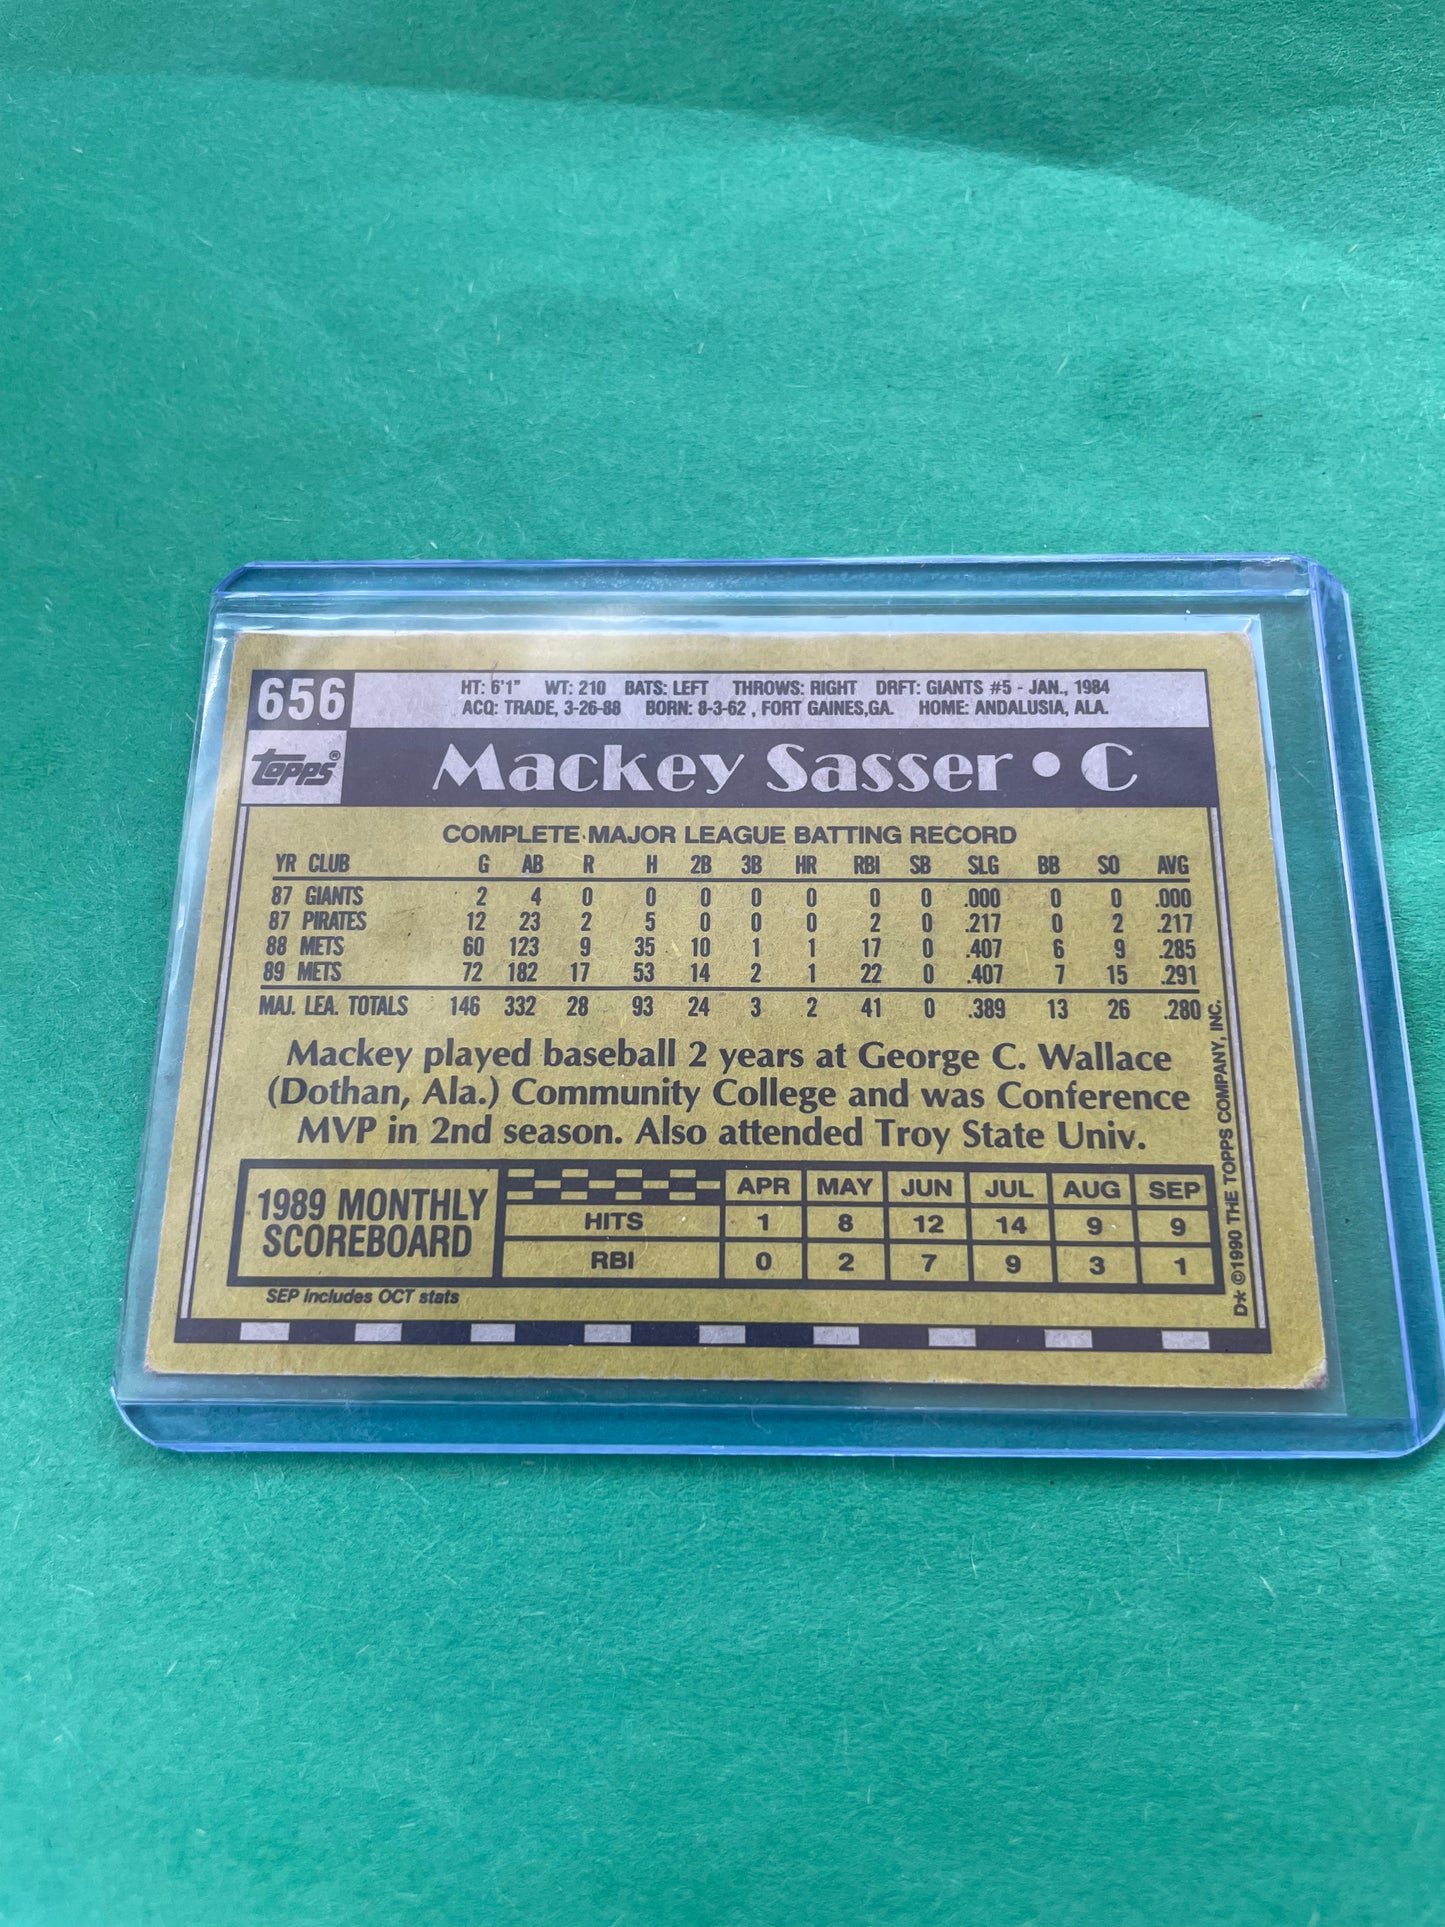 656
HT: 6'1" WT: 210 BATS: LEFT THROWS: RIGHT DRFT: GIANTS #5 - JAN., 1984
ACQ: TRADE, 3-26-88 BORN: 8-3-62 , FORT GAINES,GA. HOME: ANDALUSIA, ALA.
topps®
Mackey Sasser • C
COMPLETE MAJOR LEAGUE BATTING RECORD
YR CLUB G AB R H 2B 3B HR RBI SB SLG BB SO AVG
87 GIANTS 2 4 0 0 0 0 0 0 0 .000 0 0 .000
87 PIRATES 12 23 2 5 0 0 0 2 0 .217 0 2 .217
88 METS 60 123 9 35 10 1 1 17 0 .407 6 9 .285
89 METS 72 182 17 53 14 2 1 22 0 .407 7 15 .291
MAJ. LEA. TOTALS 146 332 28 93 24 3 2 41 0 .389 13 26 .280
Mackey played baseball 2 years at George C. Wallace
(Dothan, Ala.) Community College and was Conference
MVP in 2nd season. Also attended Troy State Univ.
1989 MONTHLY
SCOREBOARD
APR MAY JUN JUL AUG SEP
HITS 1 8 12 14 9 9
RBI 0 2 7 9 3 1
SEP includes OCT stats
D* ©1990 THE TOPPS COMPANY, INC.